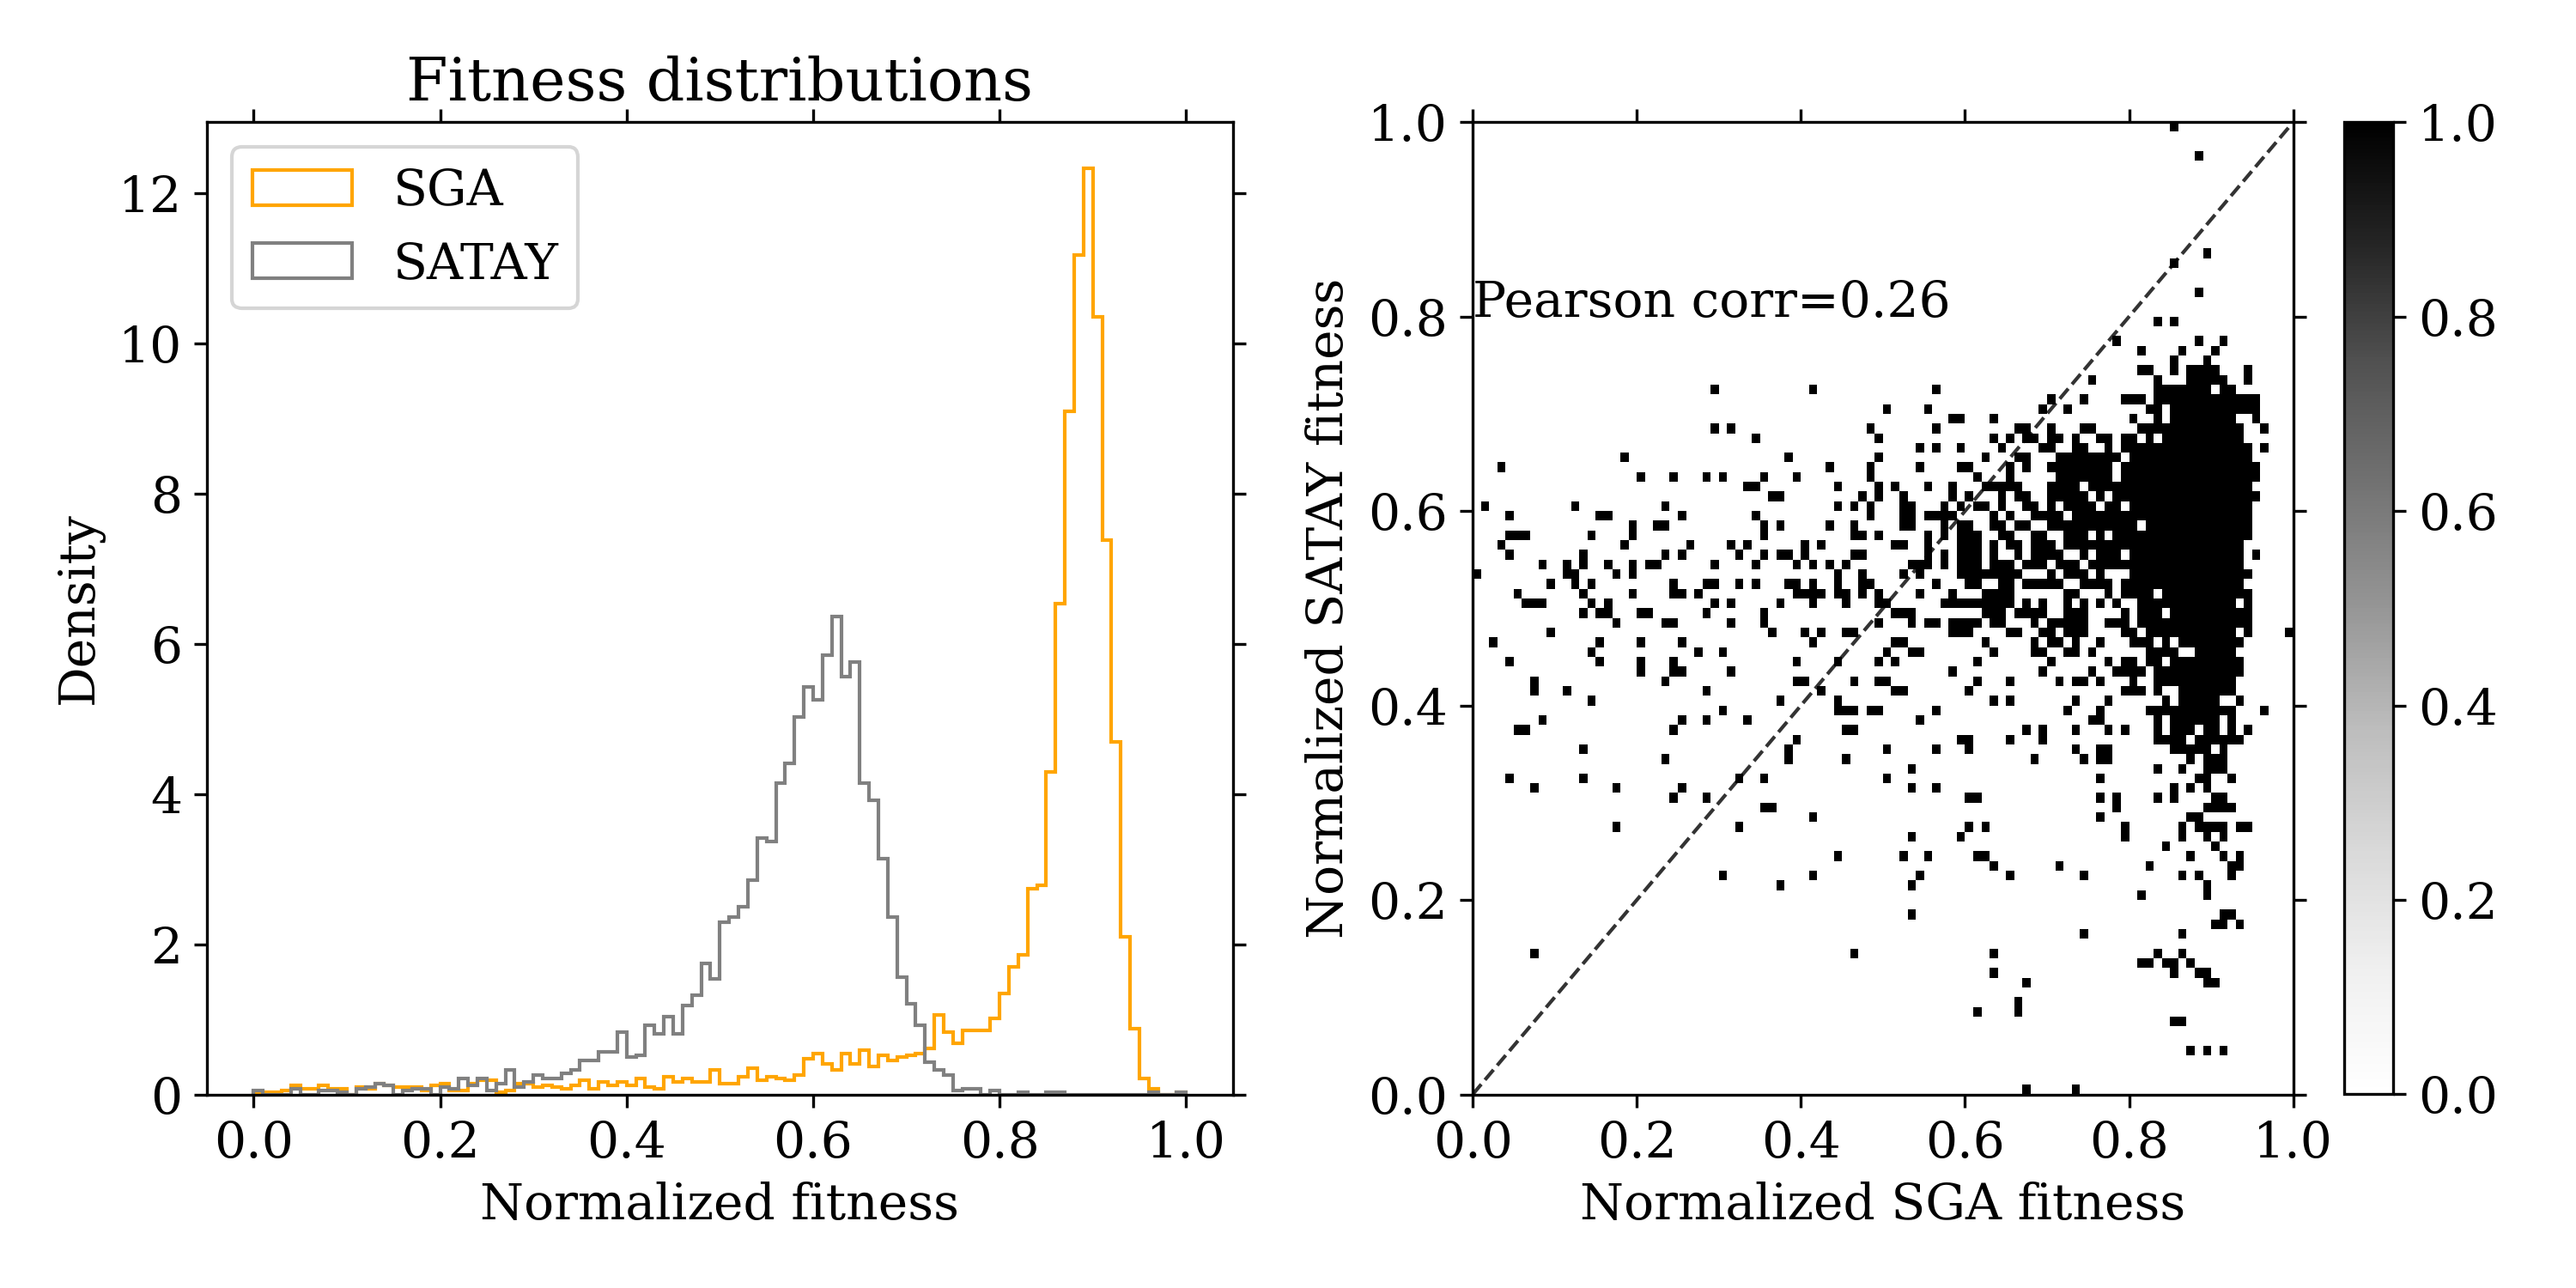 Fitness distributions
SGA
SATAY
Density
12
10
8
6
4
2
0
0.0 0.2 0.4 0.6 0.8 1.0
Normalized fitness
Pearson corr=0.26
Normalized SATAY fitness
1.0
0.8
0.6
0.4
0.2
0.0
0.0 0.2 0.4 0.6 0.8 1.0
Normalized SGA fitness
1.0
0.8
0.6
0.4
0.2
0.0